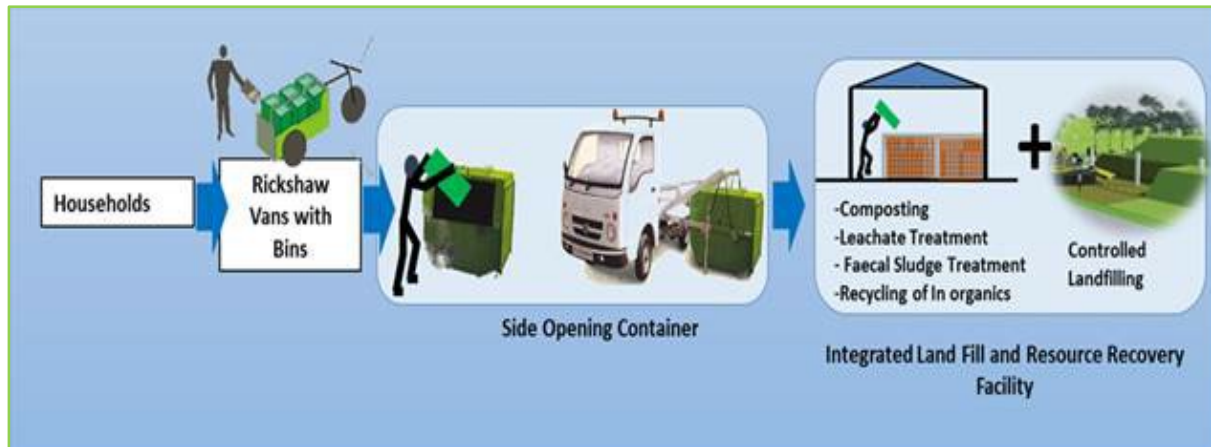 Households
Rickshaw
Vans with
Bins
Side Opening Container
-Composting
-Leachate Treatment
- Faecal Sludge Treatment
-Recycling of In organics
+
Controlled
Landfilling
Integrated Land Fill and Resource Recovery
Facility